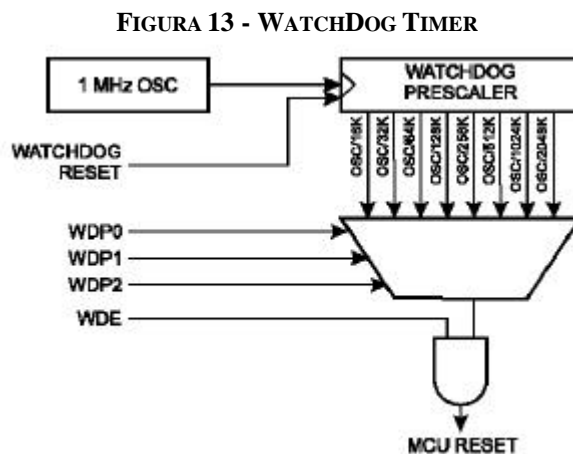 FIGURA 13 - WATCHDOG TIMER
1 MHz OSC
WATCHDOG
PRESCALER
WATCHDOG
RESET
OSC/16K
OSC/32K
OSC/64K
OSC/128K
OSC/256K
OSC/512K
OSC/1024K
OSC/2048K
WDP0
WDP1
WDP2
WDE
MCU RESET